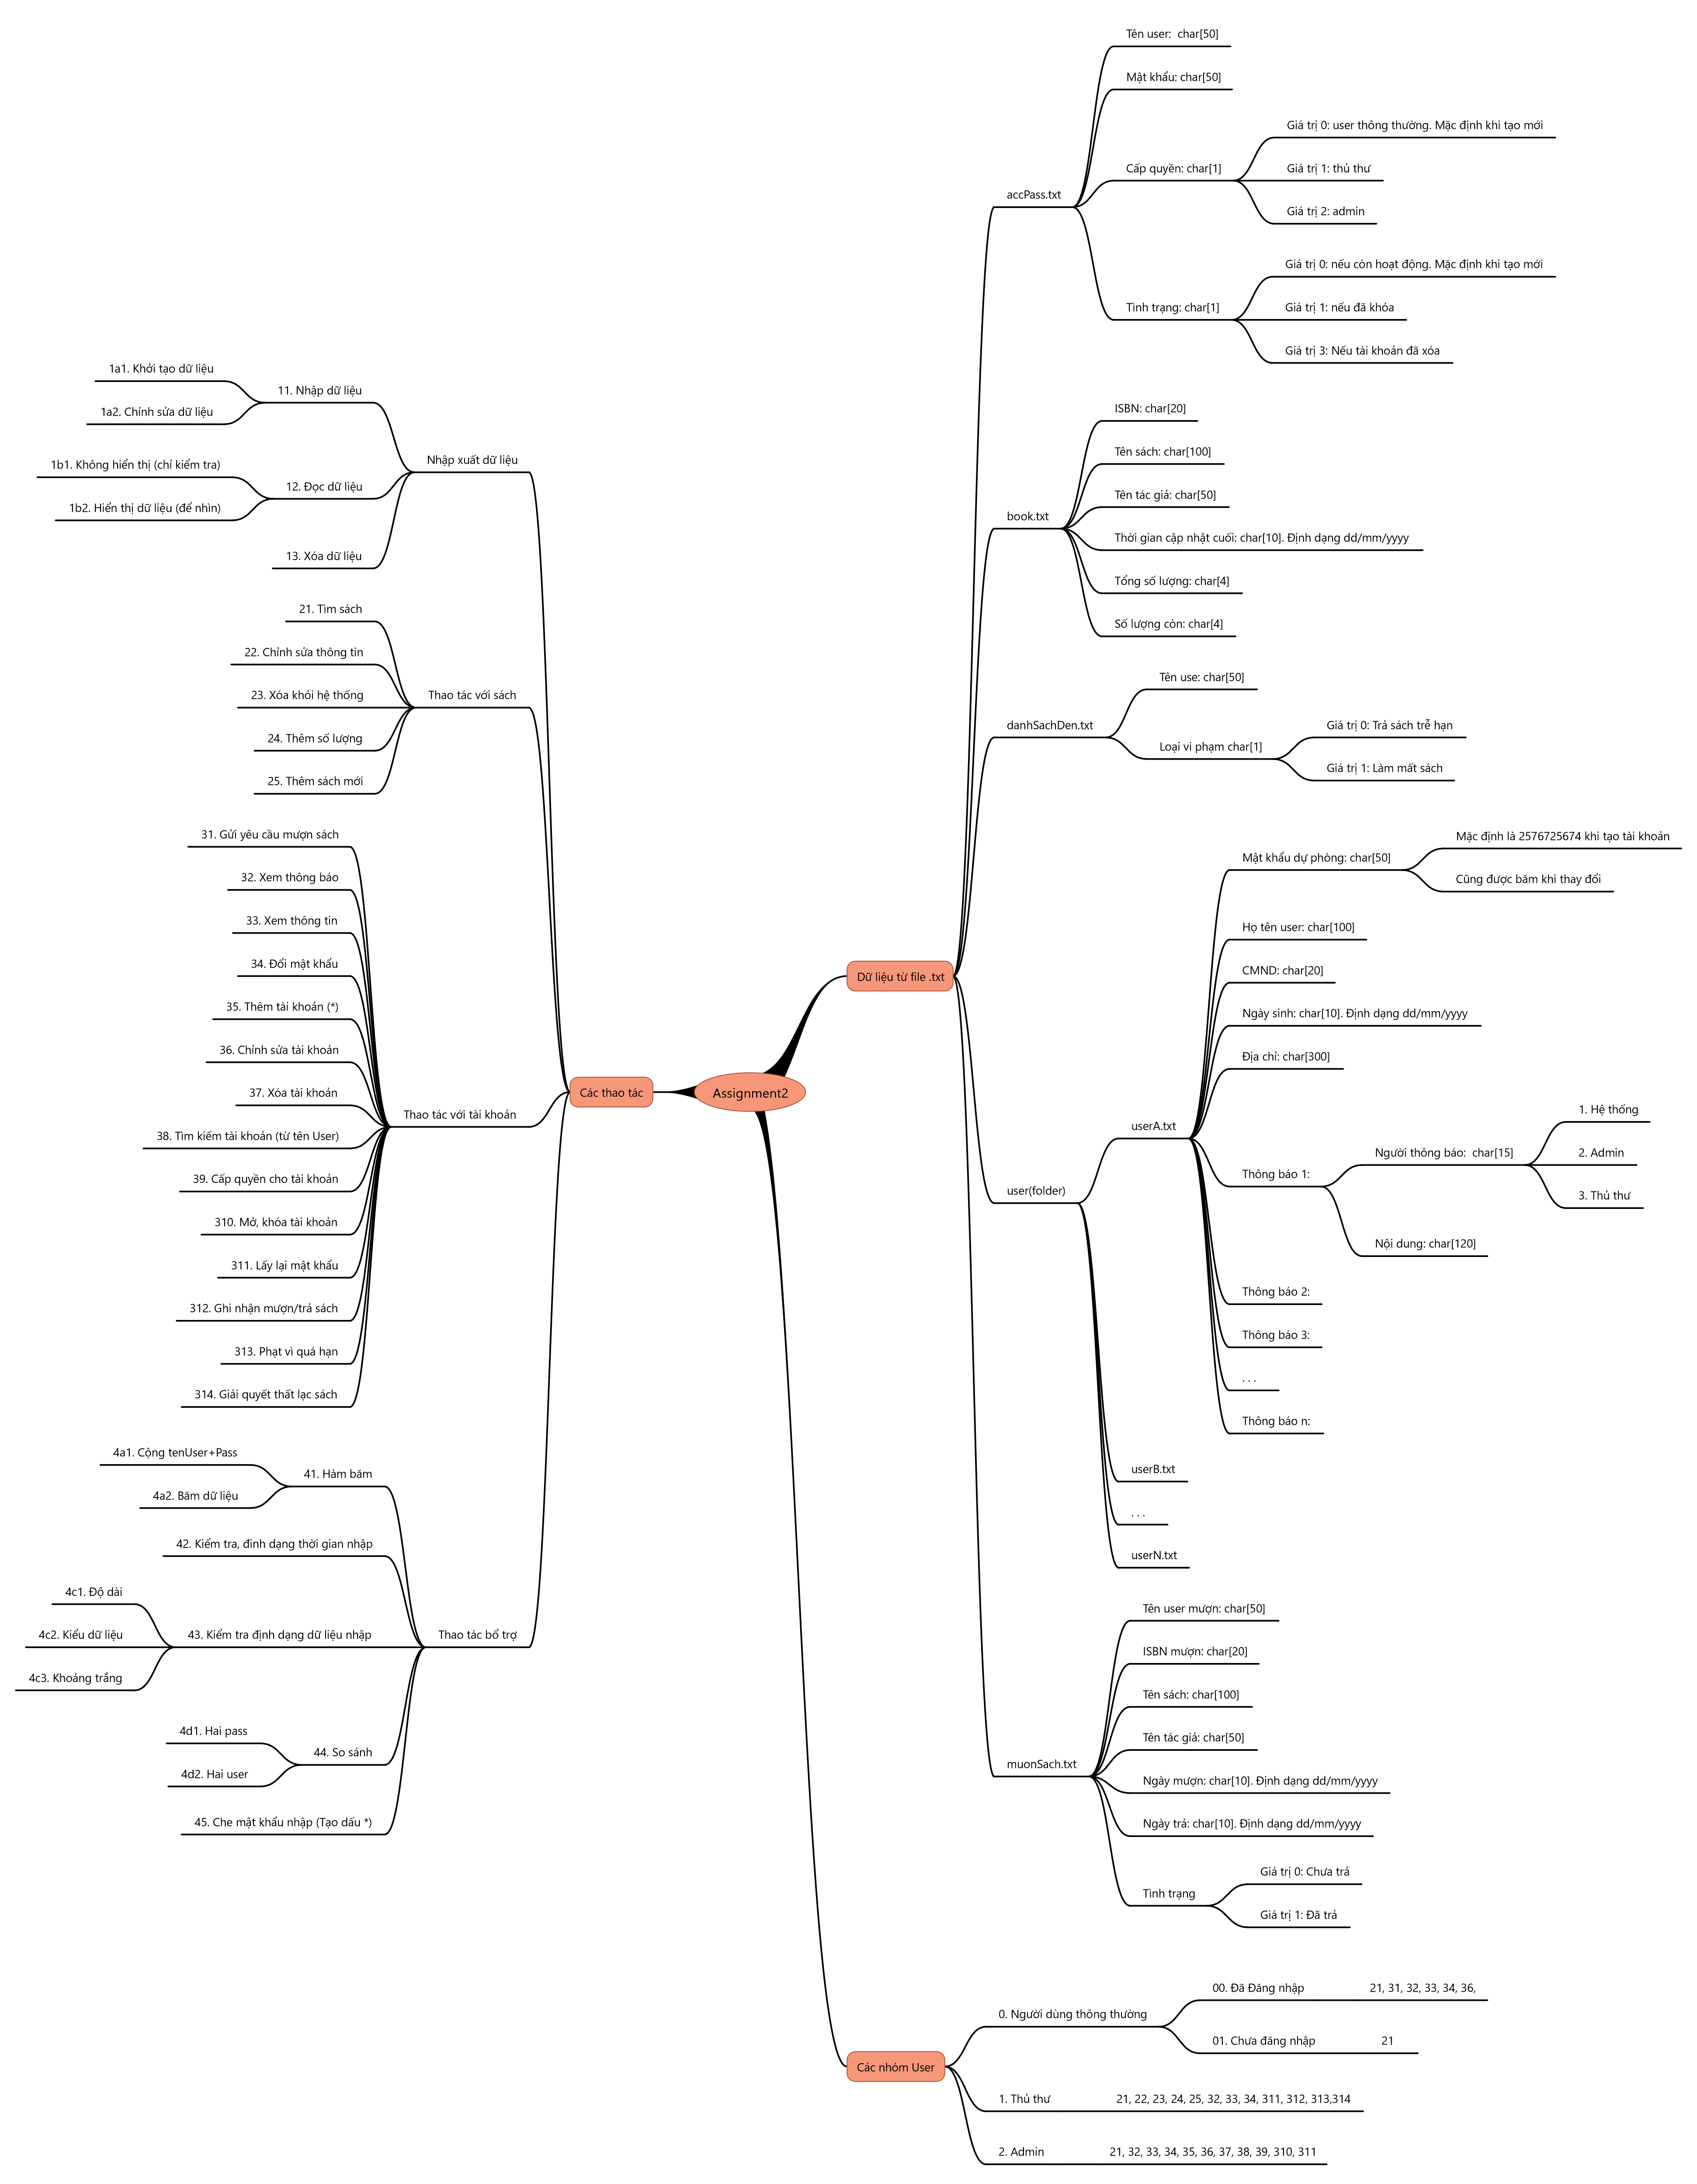 Assignment2
Dữ liệu từ file .txt
accPass.txt
Tên user:  char[50]
Mật khẩu: char[50]
Cấp quyền: char[1]
Giá trị 0: user thông thường. Mặc định khi tạo mới
Giá trị 1: thủ thư
Giá trị 2: admin
Tình trạng: char[1]
Giá trị 0: nếu còn hoạt động. Mặc định khi tạo mới
Giá trị 1: nếu đã khóa
Giá trị 3: Nếu tài khoản đã xóa
book.txt
ISBN: char[20]
Tên sách: char[100]
Tên tác giả: char[50]
Thời gian cập nhật cuối: char[10]. Định dạng dd/mm/yyyy
Tổng số lượng: char[4]
Số lượng còn: char[4]
danhSachDen.txt
Tên use: char[50]
Loại vi phạm char[1]
Giá trị 0: Trả sách trễ hạn
Giá trị 1: Làm mất sách
user(folder)
userA.txt
Mật khẩu dự phòng: char[50]
Mặc định là 2576725674 khi tạo tài khoản
Cũng được băm khi thay đổi
Họ tên user: char[100]
CMND: char[20]
Ngày sinh: char[10]. Định dạng dd/mm/yyyy
Địa chỉ: char[300]
Thông báo 1:
Người thông báo:  char[15]
1. Hệ thống
2. Admin
3. Thủ thư
Nội dung: char[120]
Thông báo 2:
Thông báo 3:
. . .
Thông báo n:
userB.txt
. . .
userN.txt
muonSach.txt
Tên user mượn: char[50]
ISBN mượn: char[20]
Tên sách: char[100]
Tên tác giả: char[50]
Ngày mượn: char[10]. Định dạng dd/mm/yyyy
Ngày trả: char[10]. Định dạng dd/mm/yyyy
Tình trạng
Giá trị 0: Chưa trả
Giá trị 1: Đã trả
Các nhóm User
0. Người dùng thông thường
00. Đã Đăng nhập
21, 31, 32, 33, 34, 36,
01. Chưa đăng nhập
21
1. Thủ thư
21, 22, 23, 24, 25, 32, 33, 34, 311, 312, 313,314
2. Admin
21, 32, 33, 34, 35, 36, 37, 38, 39, 310, 311
Các thao tác
Nhập xuất dữ liệu
11. Nhập dữ liệu
1a1. Khởi tạo dữ liệu
1a2. Chỉnh sửa dữ liệu
12. Đọc dữ liệu
1b1. Không hiển thị (chỉ kiểm tra)
1b2. Hiển thị dữ liệu (để nhìn)
13. Xóa dữ liệu
Thao tác với sách
21. Tìm sách
22. Chỉnh sửa thông tin
23. Xóa khỏi hệ thống
24. Thêm số lượng
25. Thêm sách mới
Thao tác với tài khoản
31. Gửi yêu cầu mượn sách
32. Xem thông báo
33. Xem thông tin
34. Đổi mật khẩu
35. Thêm tài khoản (*)
36. Chỉnh sửa tài khoản
37. Xóa tài khoản
38. Tìm kiếm tài khoản (từ tên User)
39. Cấp quyền cho tài khoản
310. Mở, khóa tài khoản
311. Lấy lại mật khẩu
312. Ghi nhận mượn/trả sách
313. Phạt vì quá hạn
314. Giải quyết thất lạc sách
Thao tác bổ trợ
41. Hàm băm
4a1. Cộng tenUser+Pass
4a2. Băm dữ liệu
42. Kiểm tra, đinh dạng thời gian nhập
43. Kiểm tra định dạng dữ liệu nhập
4c1. Độ dài
4c2. Kiểu dữ liệu
4c3. Khoảng trắng
44. So sánh
4d1. Hai pass
4d2. Hai user
45. Che mật khẩu nhập (Tạo dấu *)